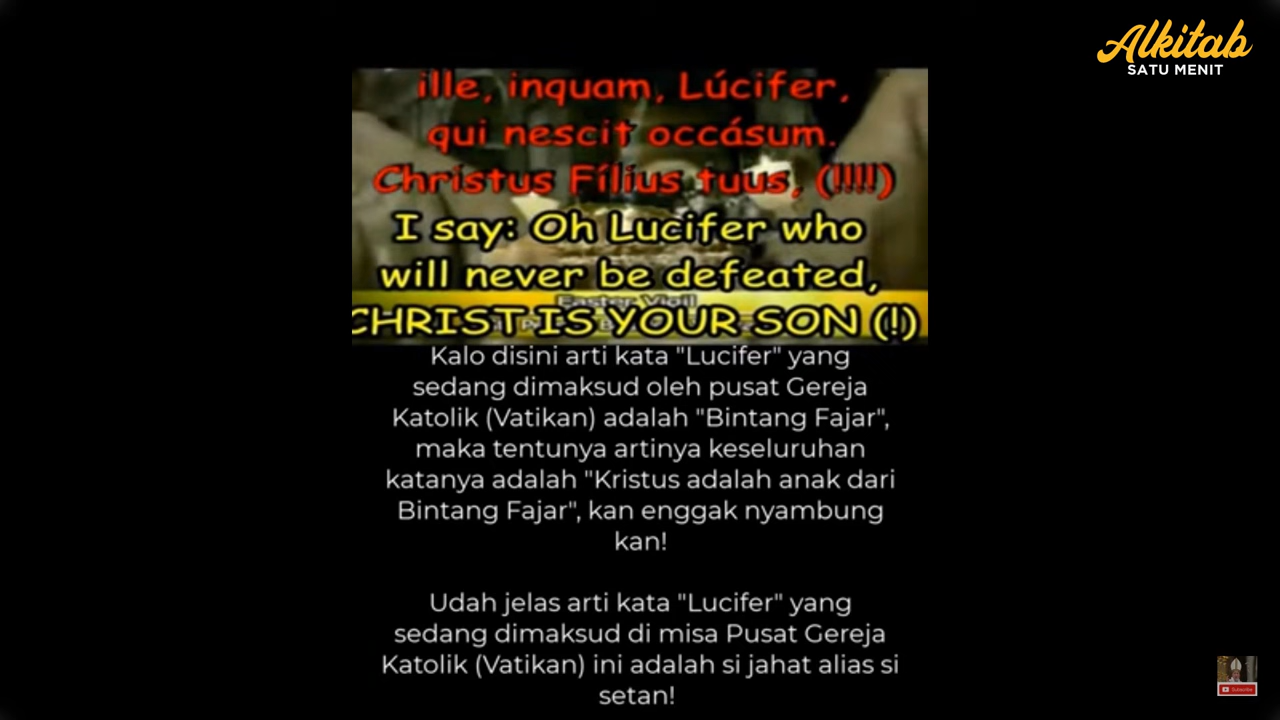 Alkitab
SATU MENIT
ille, inquam, Lúcifer,
qui nescit occásum.
Christus Fílius tuus, (!!!!)
I say: Oh Lucifer who
will never be defeated,
Easter Vigil
CHRIST IS YOUR SON (!)
Kalo disini arti kata "Lucifer" yang
sedang dimaksud oleh pusat Gereja
Katolik (Vatikan) adalah "Bintang Fajar",
maka tentunya artinya keseluruhan
katanya adalah "Kristus adalah anak dari
Bintang Fajar", kan enggak nyambung
kan!
Udah jelas arti kata "Lucifer" yang
sedang dimaksud di misa Pusat Gereja
Katolik (Vatikan) ini adalah si jahat alias si
setan!
Subscribe